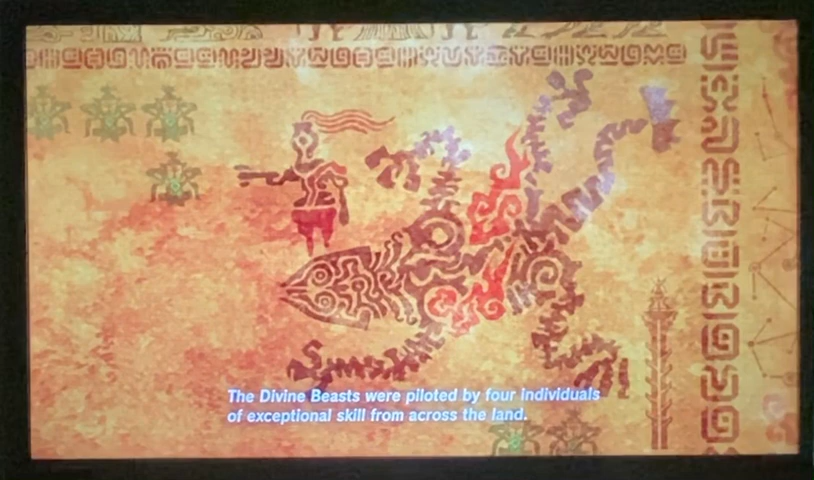 The Divine Beasts were piloted by four individuals
of exceptional skill from across the land.